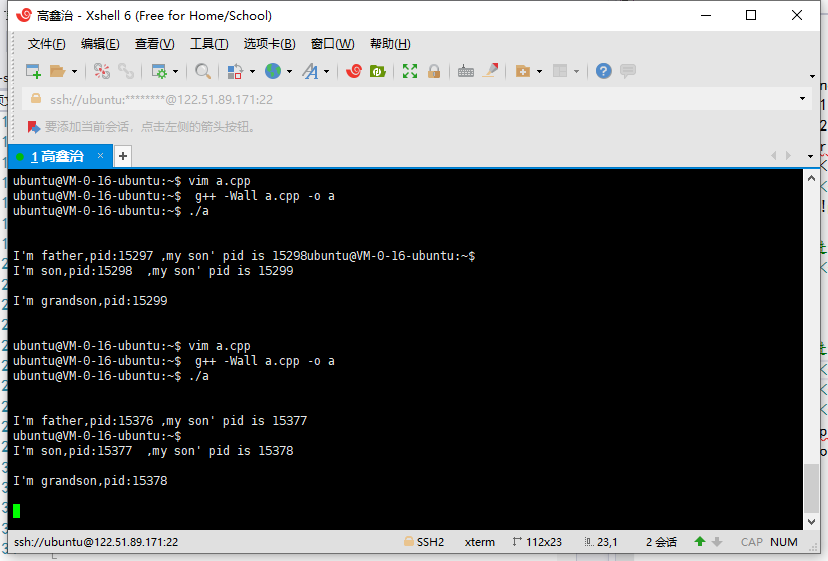 高鑫治 - Xshell 6 (Free for Home/School)
文件(F) 编辑(E) 查看(V) 工具(T) 选项卡(B) 窗口(W) 帮助(H)
ssh://ubuntu:********@122.51.89.171:22
要添加当前会话，点击左侧的箭头按钮。
1 高鑫治 × +
ubuntu@VM-0-16-ubuntu:~$ vim a.cpp
ubuntu@VM-0-16-ubuntu:~$  g++ -Wall a.cpp -o a
ubuntu@VM-0-16-ubuntu:~$ ./a
I'm father,pid:15297 ,my son' pid is 15298ubuntu@VM-0-16-ubuntu:~$
I'm son,pid:15298  ,my son' pid is 15299
I'm grandson,pid:15299
ubuntu@VM-0-16-ubuntu:~$ vim a.cpp
ubuntu@VM-0-16-ubuntu:~$  g++ -Wall a.cpp -o a
ubuntu@VM-0-16-ubuntu:~$ ./a
I'm father,pid:15376 ,my son' pid is 15377
ubuntu@VM-0-16-ubuntu:~$
I'm son,pid:15377  ,my son' pid is 15378
I'm grandson,pid:15378
ssh://ubuntu@122.51.89.171:22 SSH2 xterm 112x23 23,1 2 会话 CAP NUM